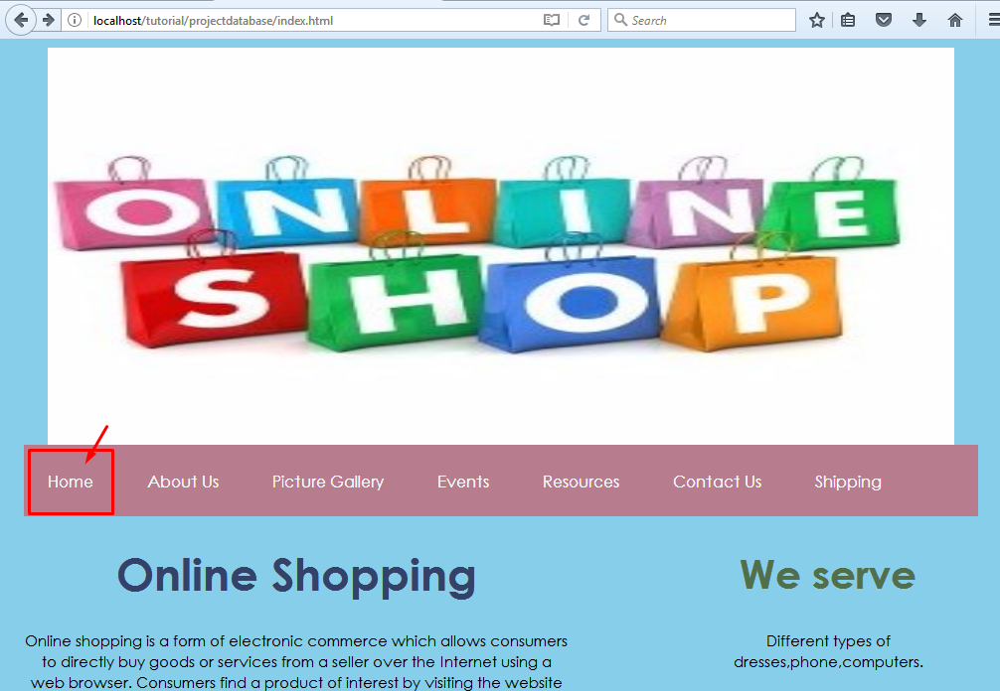 localhost/tutorial/projectdatabase/index.html
Search
ONLINE
SHOP
Home About Us Picture Gallery Events Resources Contact Us Shipping
Online Shopping
Online shopping is a form of electronic commerce which allows consumers
to directly buy goods or services from a seller over the Internet using a
web browser. Consumers find a product of interest by visiting the website
We serve
Different types of
dresses,phone,computers.